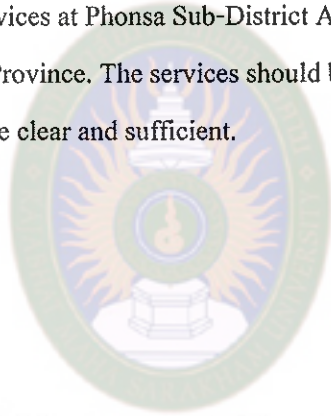 vices at Phonsa Sub-District A
Province. The services should b
e clear and sufficient.